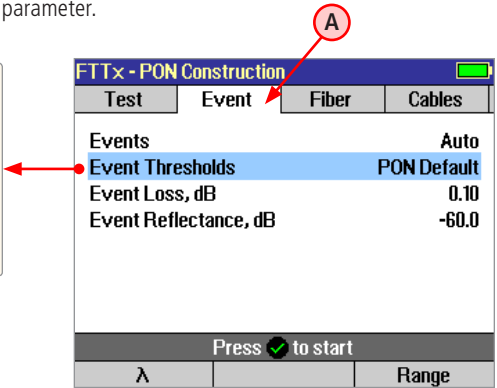 parameter.
A
FTTx - PON Construction
Test Event Fiber Cables
Events Auto
Event Thresholds PON Default
Event Loss, dB 0.10
Event Reflectance, dB -60.0
Press to start
λ Range